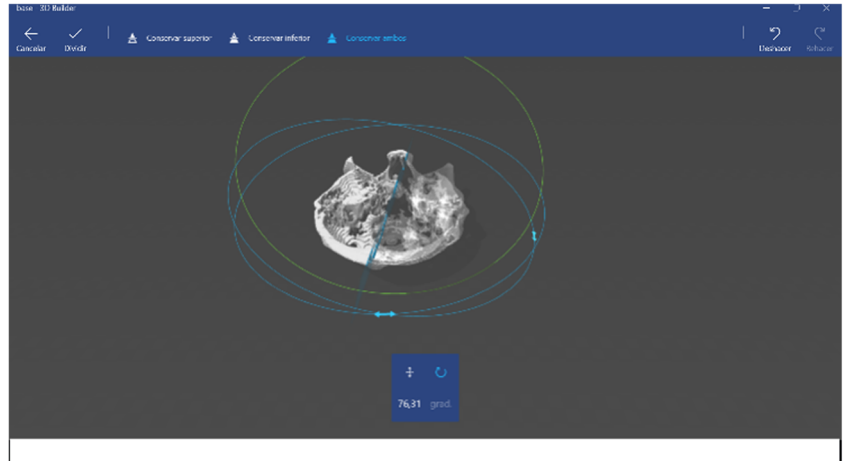 base - 3D Builder
Cancelar
Dividir
Conservar superior
Conservar inferior
Conservar ambos
Deshacer
Rehacer
76,31 grad.